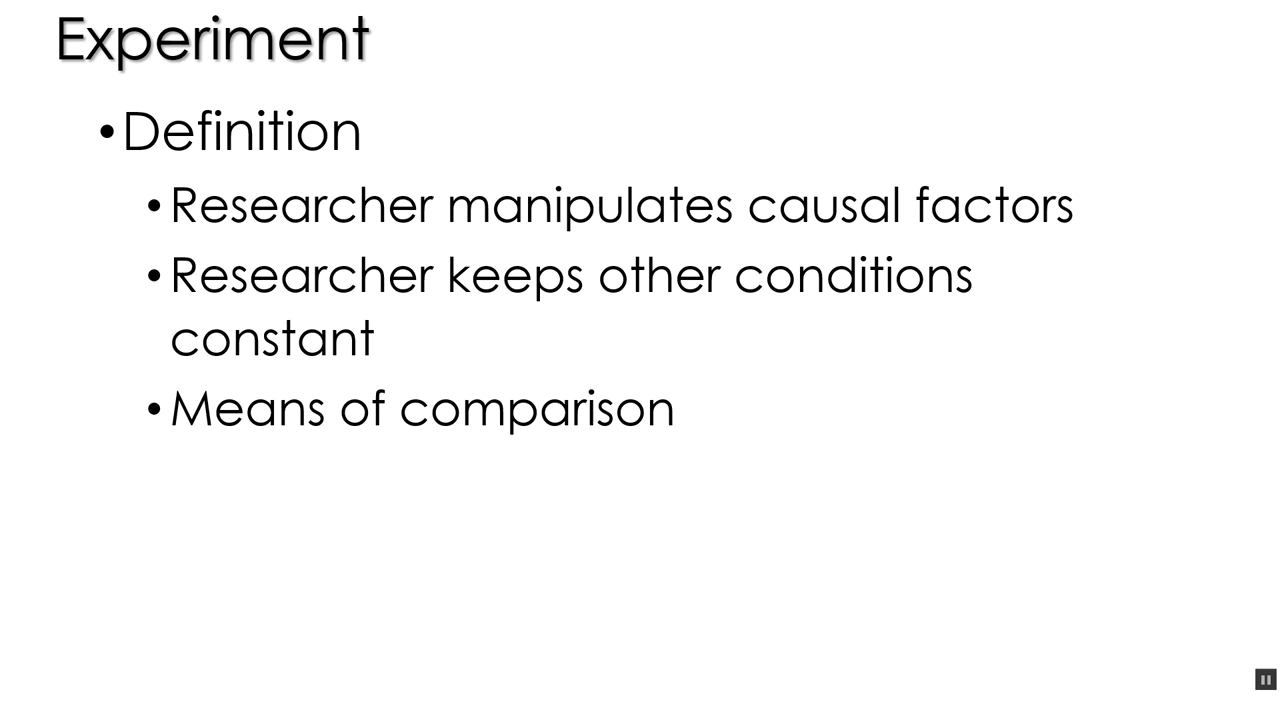 Experiment
•Definition
•Researcher manipulates causal factors
•Researcher keeps other conditions
constant
•Means of comparison